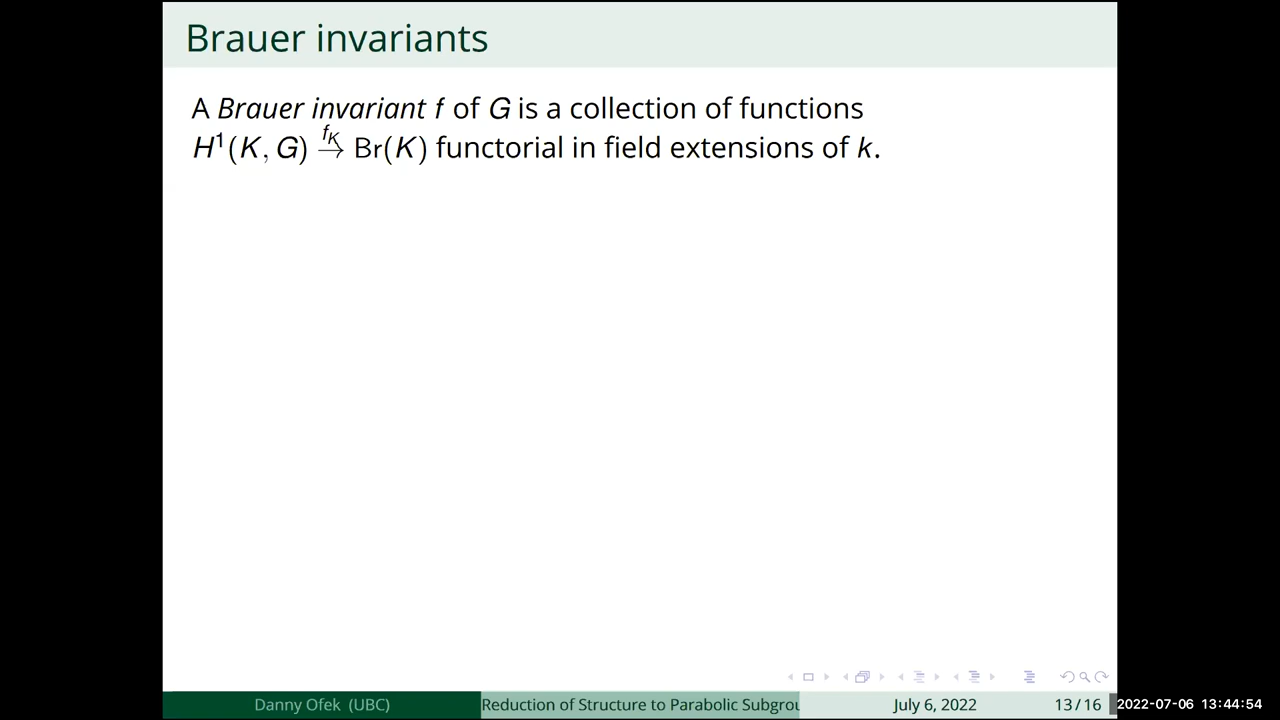 Brauer invariants
A Brauer invariant f of G is a collection of functions
H¹(K, G) \xrightarrow{f_K} Br(K) functorial in field extensions of k.
Danny Ofek (UBC) Reduction of Structure to Parabolic Subgrou July 6, 2022 13 / 16 2022-07-06 13:44:54